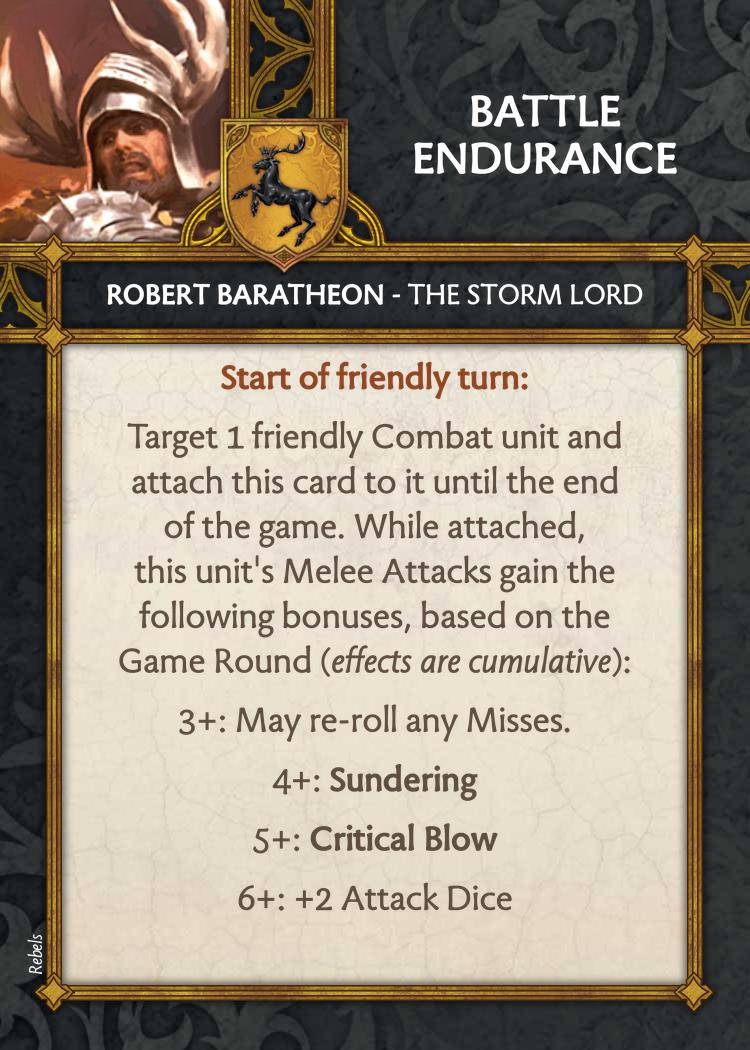 BATTLE
ENDURANCE
ROBERT BARATHEON - THE STORM LORD
Start of friendly turn:
Target 1 friendly Combat unit and
attach this card to it until the end
of the game. While attached,
this unit's Melee Attacks gain the
following bonuses, based on the
Game Round (effects are cumulative):
3+: May re-roll any Misses.
4+: Sundering
5+: Critical Blow
6+: +2 Attack Dice
Rebels